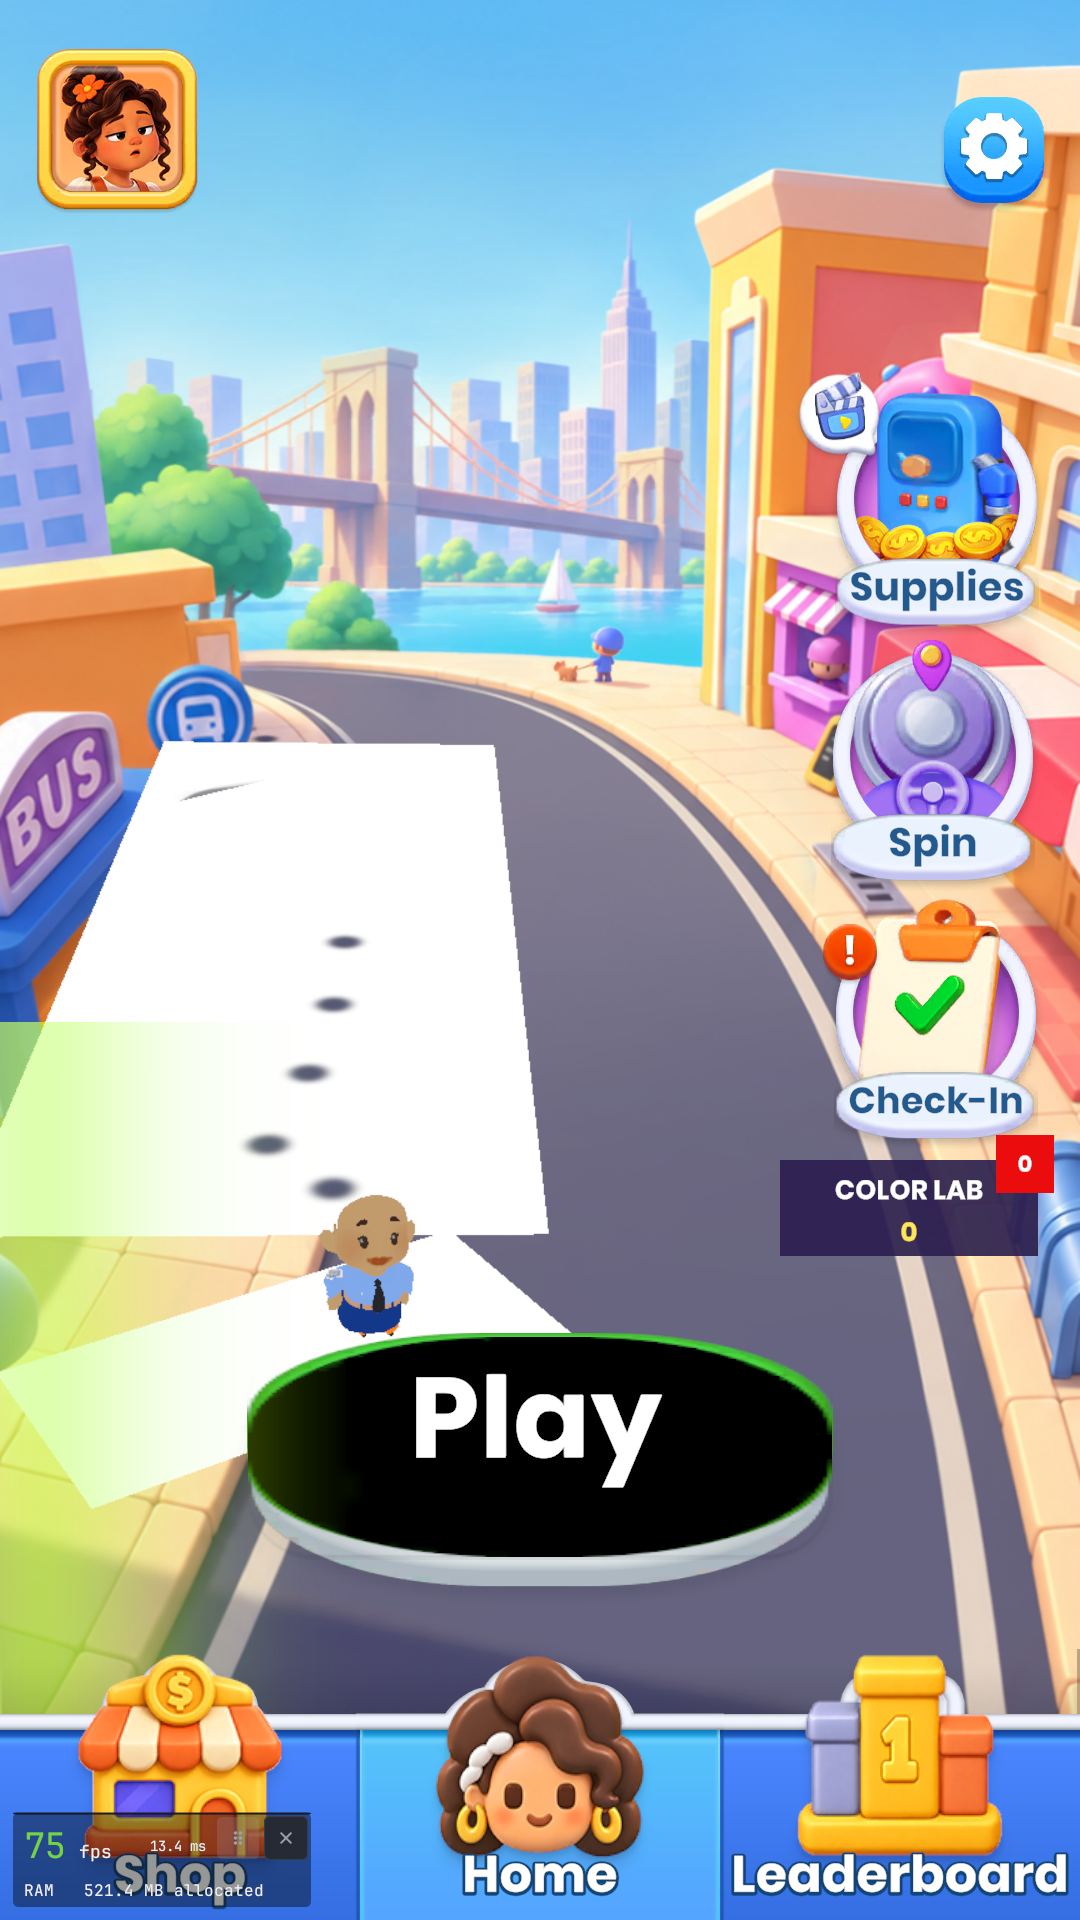 Supplies
BUS
Spin
!
Check-In
0
COLOR LAB
0
Play
$
1
75 fps 13.4 ms
RAM 521.4 MB allocated
Shop
Home
Leaderboard